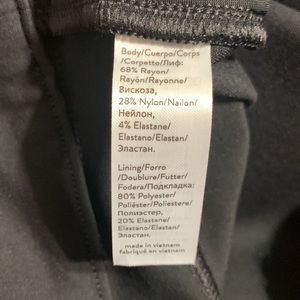 Body/Cuerpo/Corps
/Corpetto/Лиф:
68% Rayon/
Rayón/Rayonne/
Вискоза,
28% Nylon/Nailon/
Нейлон,
4% Elastane/
Elastano/Elastan/
Эластан.
Lining/Forro
/Doublure/Futter/
Fodera/Подкладка:
80% Polyester/
Poliéster/Poliestere/
Полиэстер,
20% Elastane/
Elastano/Elastan/
Эластан.
made in vietnam
fabriqué en vietnam